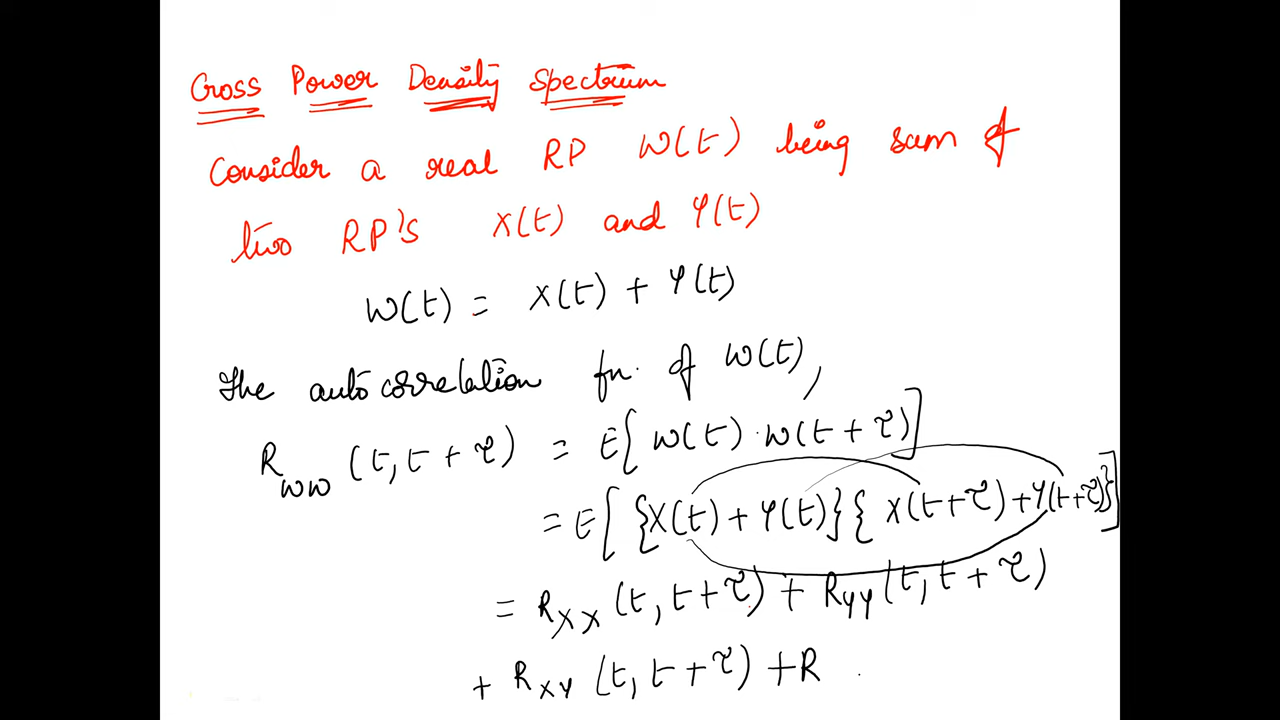 Cross Power Density Spectrum
Consider a real RP W(t) being sum of
two RP's X(t) and Y(t)
W(t) = X(t) + Y(t)
The autocorrelation fn. of W(t),
R_WW (t, t + τ) = E[W(t) · W(t + τ)]
= E[{X(t) + Y(t)}{X(t+τ) + Y(t+τ)}]
= R_XX (t, t + τ) + R_YY (t, t + τ)
+ R_XY (t, t + τ) + R